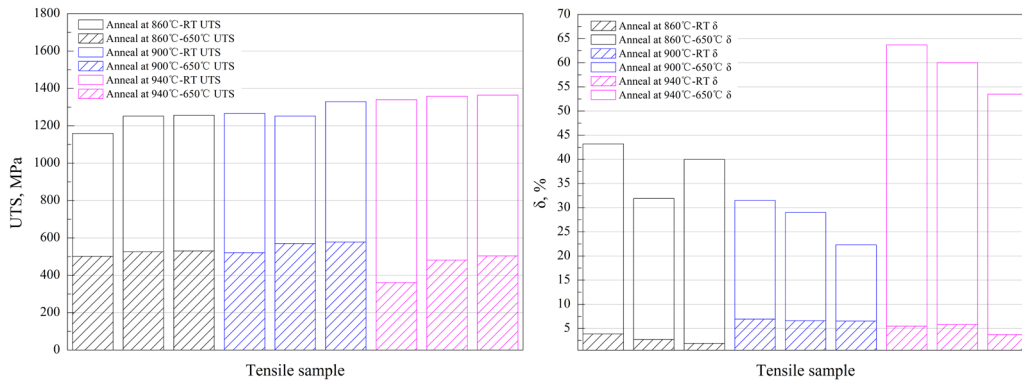 UTS, MPa
1800
1600
1400
1200
1000
800
600
400
200
0
Anneal at 860℃-RT UTS
Anneal at 860℃-650℃ UTS
Anneal at 900℃-RT UTS
Anneal at 900℃-650℃ UTS
Anneal at 940℃-RT UTS
Anneal at 940℃-650℃ UTS
Tensile sample
δ, %
70
65
60
55
50
45
40
35
30
25
20
15
10
5
Anneal at 860℃-RT δ
Anneal at 860℃-650℃ δ
Anneal at 900℃-RT δ
Anneal at 900℃-650℃ δ
Anneal at 940℃-RT δ
Anneal at 940℃-650℃ δ
Tensile sample